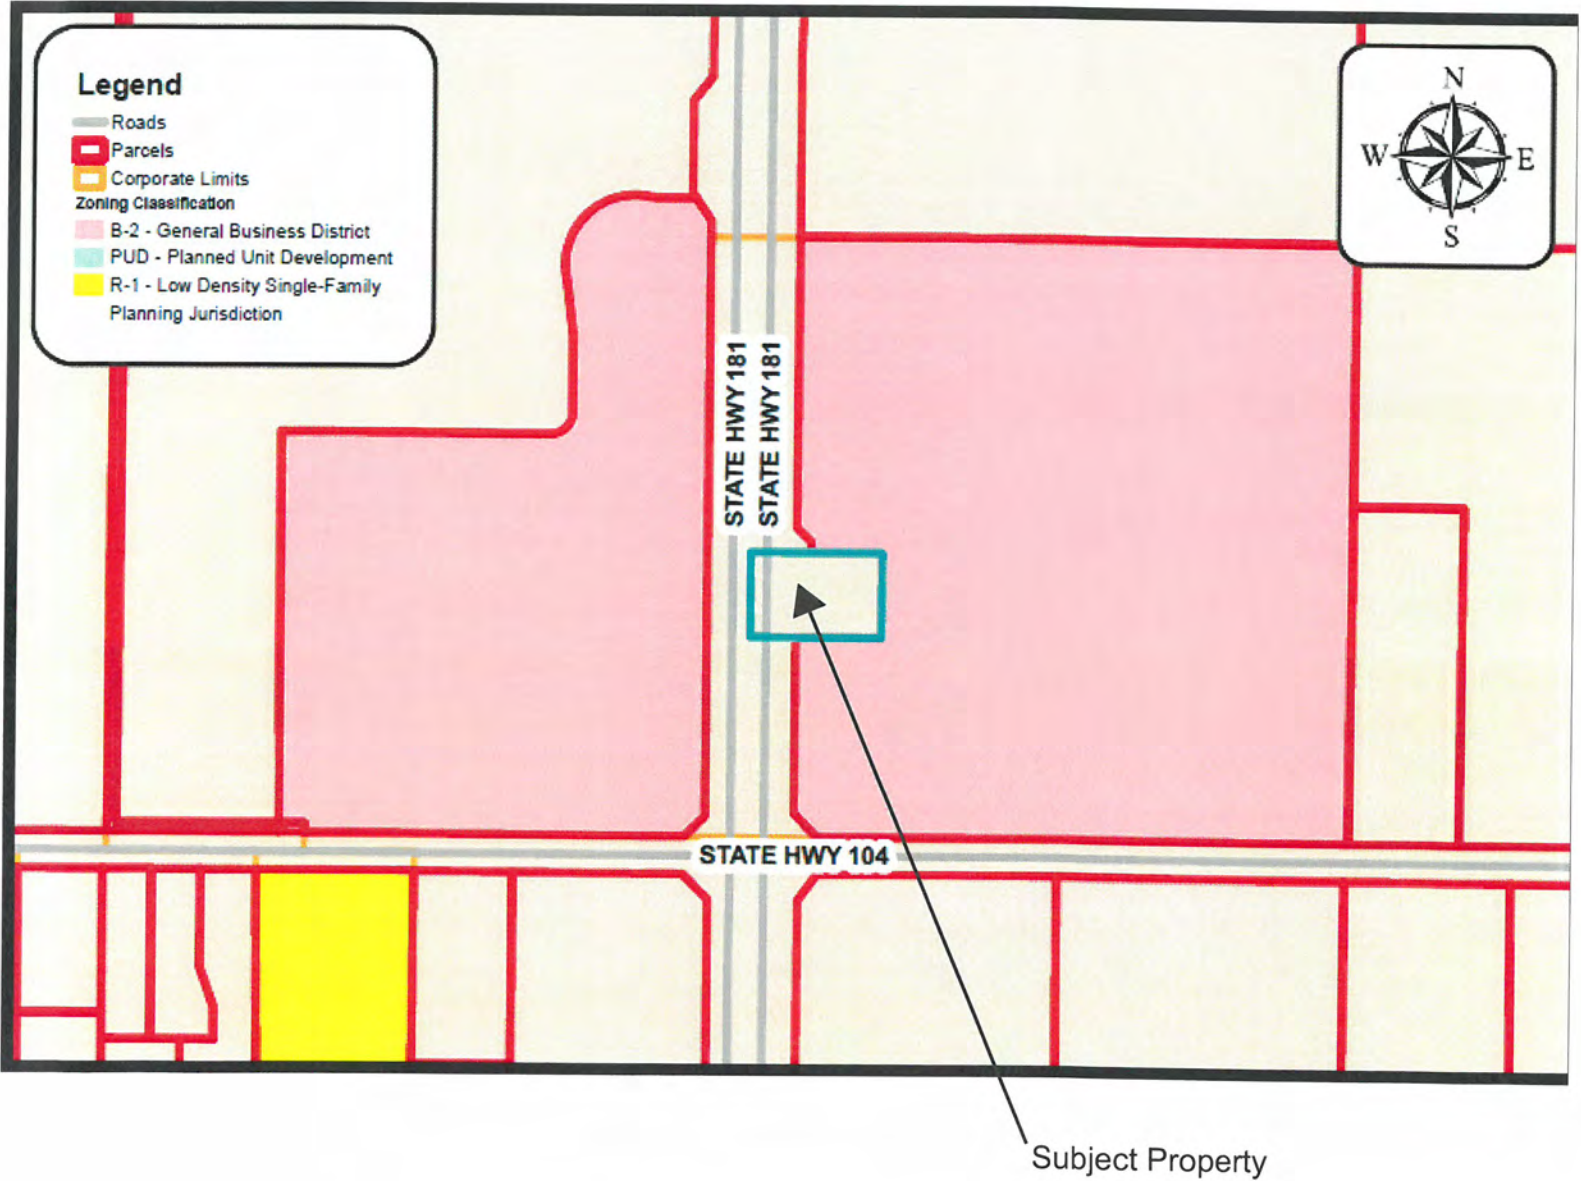 Legend
Roads
Parcels
Corporate Limits
Zoning Classification
B-2 - General Business District
PUD - Planned Unit Development
R-1 - Low Density Single-Family
Planning Jurisdiction
N
W E
S
STATE HWY 181
STATE HWY 181
STATE HWY 104
Subject Property